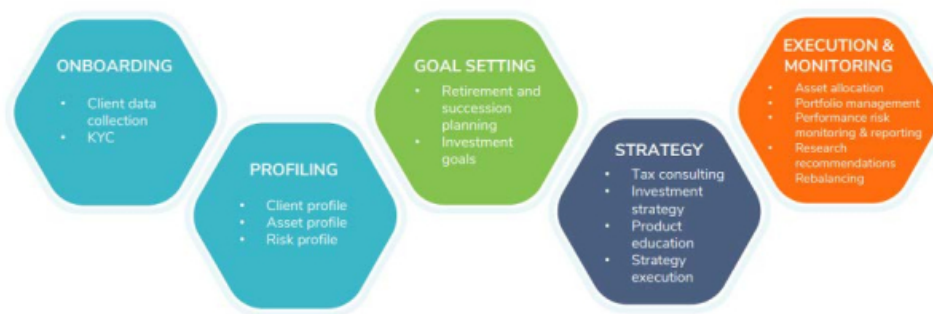 ONBOARDING
• Client data
collection
• KYC
PROFILING
• Client profile
• Asset profile
• Risk profile
GOAL SETTING
• Retirement and
succession
planning
• Investment
goals
STRATEGY
• Tax consulting
• Investment
strategy
• Product
education
• Strategy
execution
EXECUTION &
MONITORING
• Asset allocation
• Portfolio management
• Performance risk
monitoring & reporting
• Research
recommendations
Rebalancing